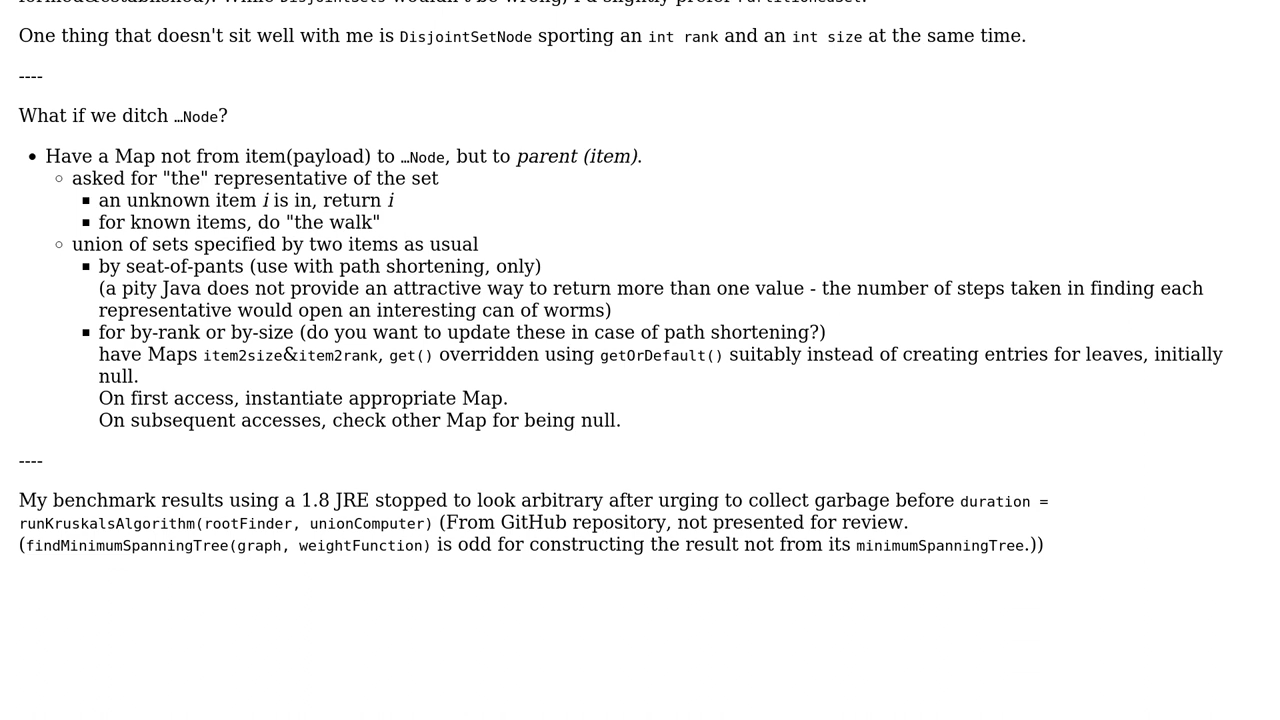 formed&established). While DisjointSets wouldn't be wrong, I'd slightly prefer PartitionedSet.
One thing that doesn't sit well with me is DisjointSetNode sporting an int rank and an int size at the same time.
----
What if we ditch …Node?
• Have a Map not from item(payload) to …Node, but to parent (item).
◦ asked for "the" representative of the set
▪ an unknown item i is in, return i
▪ for known items, do "the walk"
◦ union of sets specified by two items as usual
▪ by seat-of-pants (use with path shortening, only)
(a pity Java does not provide an attractive way to return more than one value - the number of steps taken in finding each
representative would open an interesting can of worms)
▪ for by-rank or by-size (do you want to update these in case of path shortening?)
have Maps item2size&item2rank, get() overridden using getOrDefault() suitably instead of creating entries for leaves, initially
null.
On first access, instantiate appropriate Map.
On subsequent accesses, check other Map for being null.
----
My benchmark results using a 1.8 JRE stopped to look arbitrary after urging to collect garbage before duration =
runKruskalsAlgorithm(rootFinder, unionComputer) (From GitHub repository, not presented for review.
(findMinimumSpanningTree(graph, weightFunction) is odd for constructing the result not from its minimumSpanningTree.))